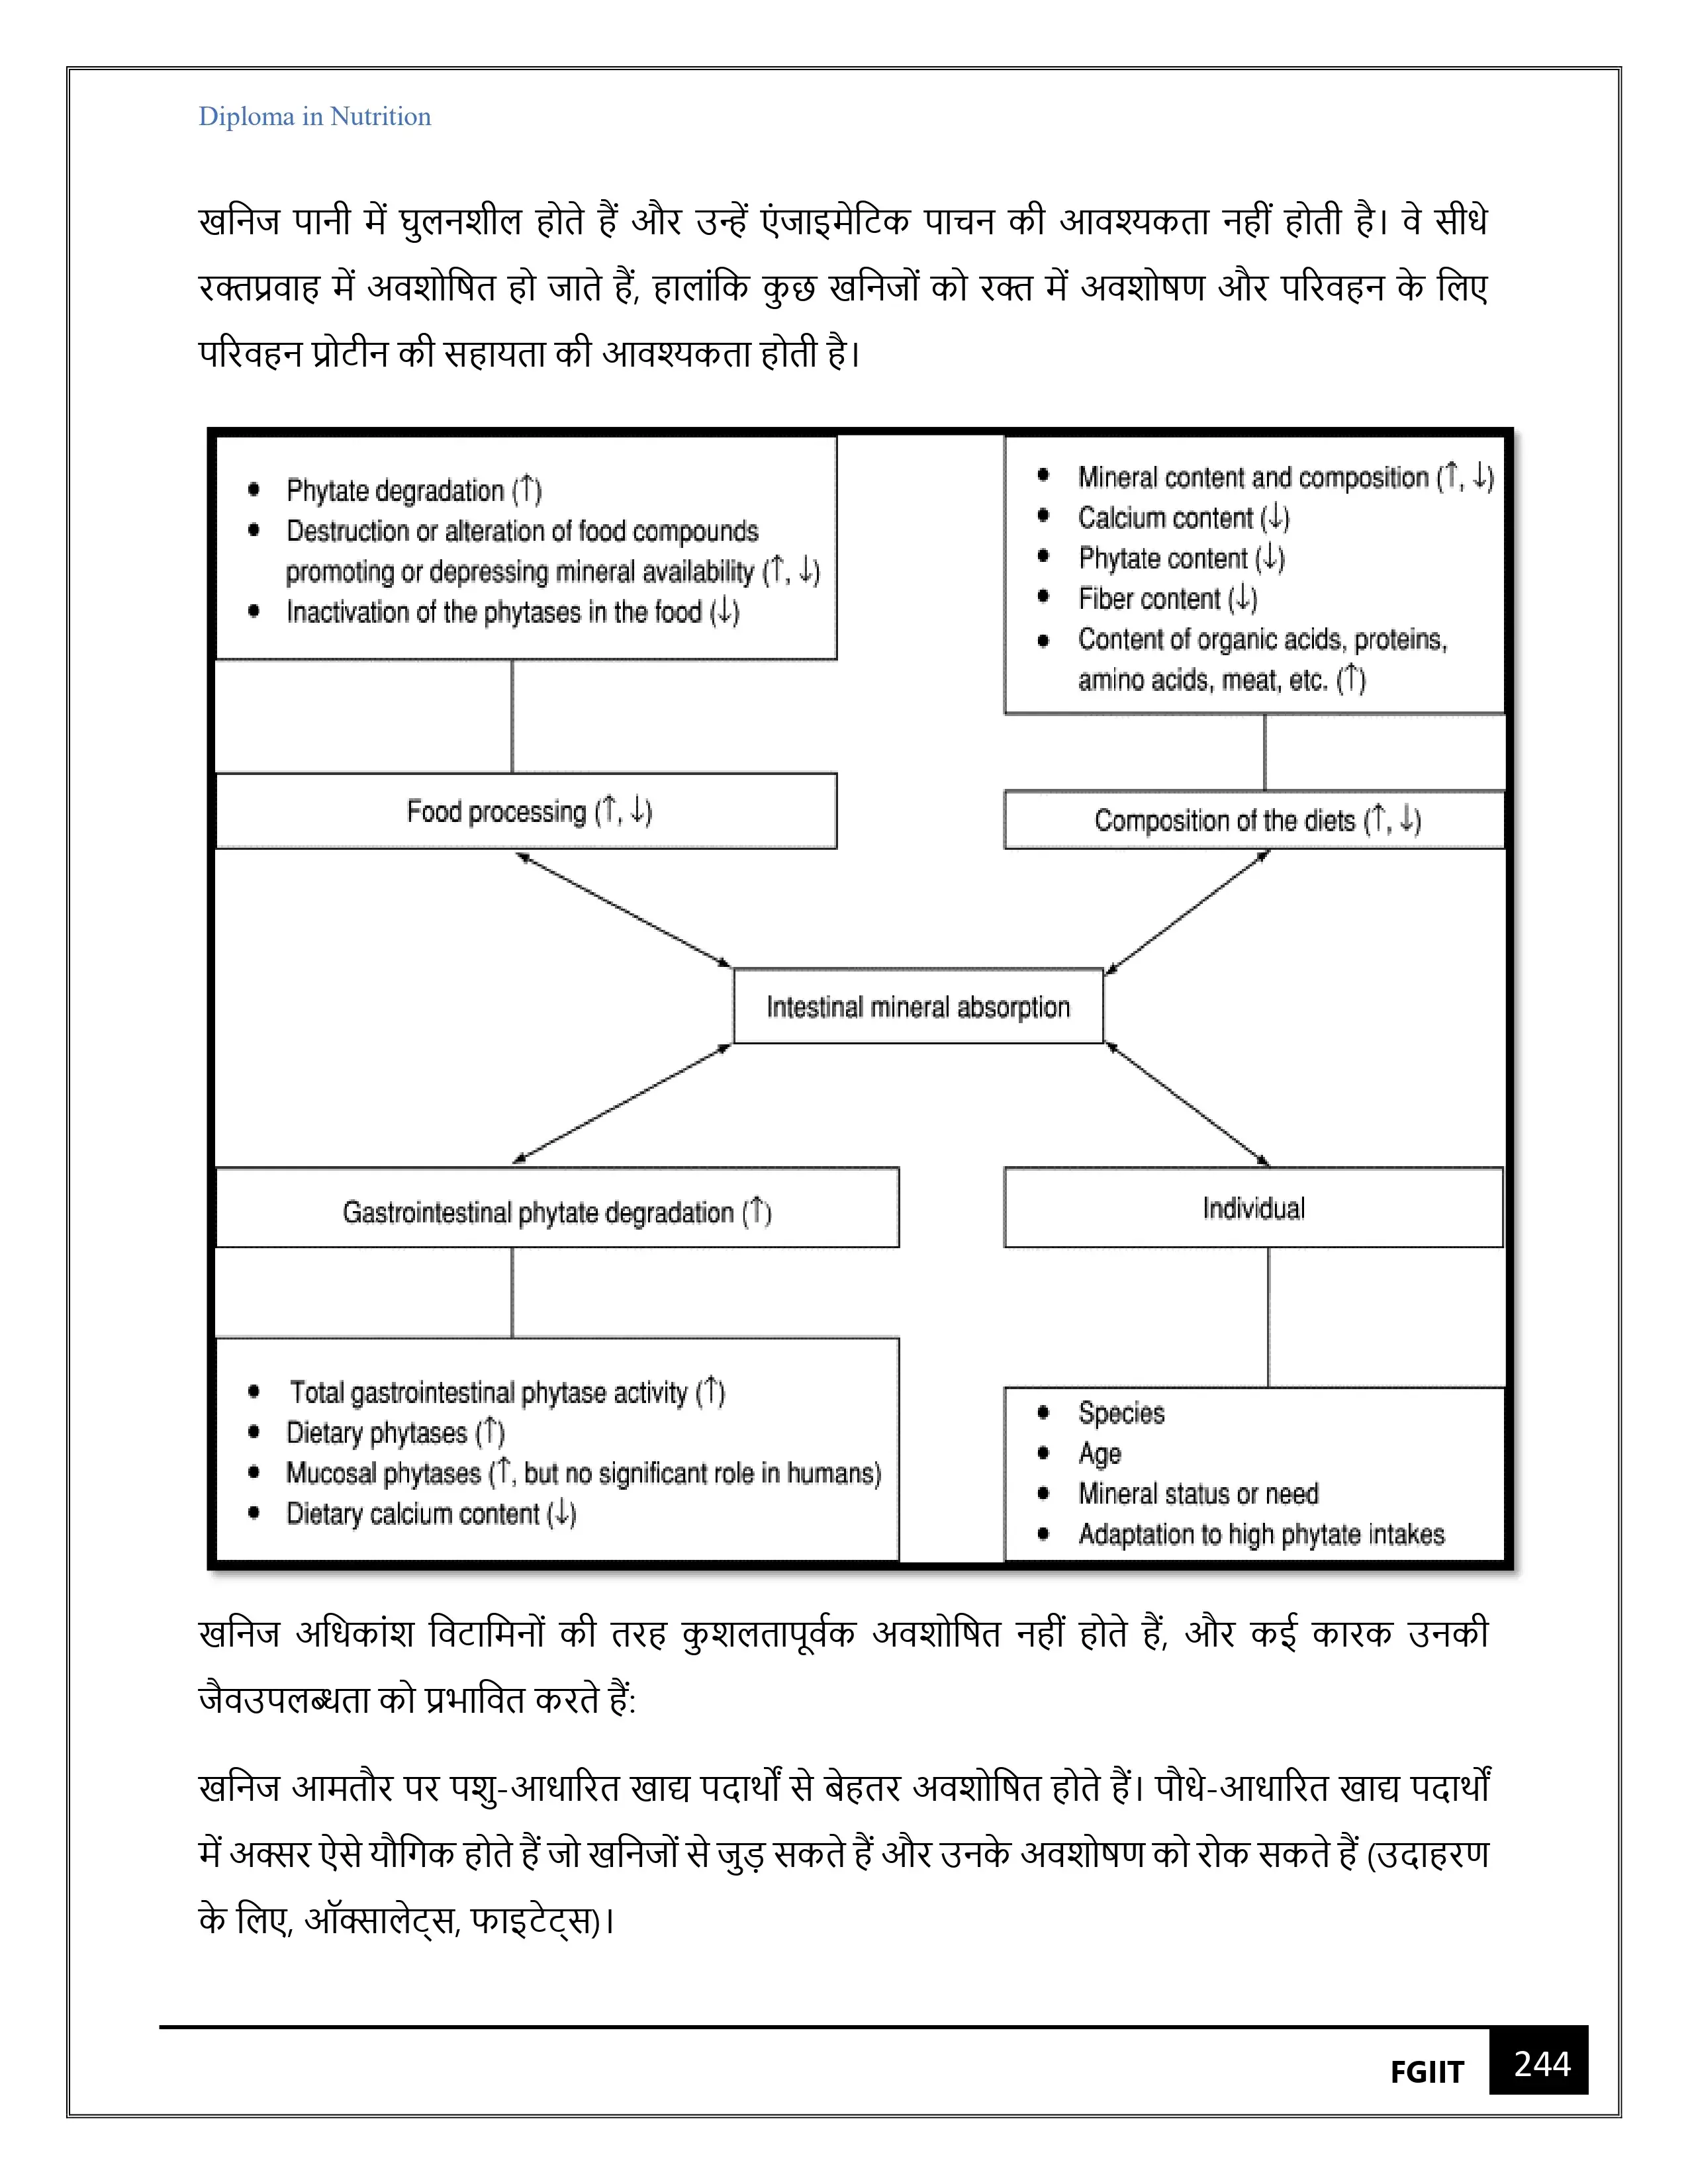 Diploma in Nutrition
खनिज पानी में घुलनशील होते हैं और उन्हें एंजाइमेटिक पाचन की आवश्यकता नहीं होती है। वे सीधे
रक्तप्रवाह में अवशोषित हो जाते हैं, हालांकि कुछ खनिजों को रक्त में अवशोषण और परिवहन के लिए
परिवहन प्रोटीन की सहायता की आवश्यकता होती है।
• Phytate degradation (↑)
• Destruction or alteration of food compounds
promoting or depressing mineral availability (↑, ↓)
• Inactivation of the phytases in the food (↓)
• Mineral content and composition (↑, ↓)
• Calcium content (↓)
• Phytate content (↓)
• Fiber content (↓)
• Content of organic acids, proteins,
amino acids, meat, etc. (↑)
Food processing (↑, ↓)
Composition of the diets (↑, ↓)
Intestinal mineral absorption
Gastrointestinal phytate degradation (↑)
Individual
• Total gastrointestinal phytase activity (↑)
• Dietary phytases (↑)
• Mucosal phytases (↑, but no significant role in humans)
• Dietary calcium content (↓)
• Species
• Age
• Mineral status or need
• Adaptation to high phytate intakes
खनिज अधिकांश विटामिनों की तरह कुशलतापूर्वक अवशोषित नहीं होते हैं, और कई कारक उनकी
जैवउपलब्धता को प्रभावित करते हैं:
खनिज आमतौर पर पशु-आधारित खाद्य पदार्थों से बेहतर अवशोषित होते हैं। पौधे-आधारित खाद्य पदार्थों
में अक्सर ऐसे यौगिक होते हैं जो खनिजों से जुड़ सकते हैं और उनके अवशोषण को रोक सकते हैं (उदाहरण
के लिए, ऑक्सालेट्स, फाइटेट्स)।
FGIIT 244